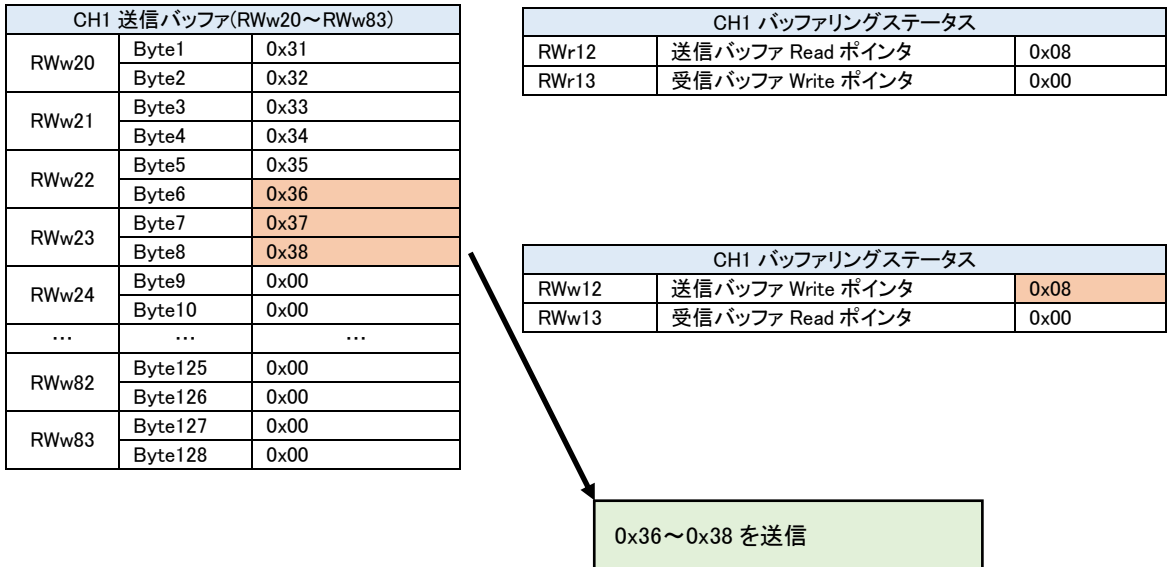 CH1 送信バッファ(RWw20～RWw83)
RWw20 Byte1 0x31
Byte2 0x32
RWw21 Byte3 0x33
Byte4 0x34
RWw22 Byte5 0x35
Byte6 0x36
RWw23 Byte7 0x37
Byte8 0x38
RWw24 Byte9 0x00
Byte10 0x00
… … …
RWw82 Byte125 0x00
Byte126 0x00
RWw83 Byte127 0x00
Byte128 0x00
CH1 バッファリングステータス
RWr12 送信バッファ Read ポインタ 0x08
RWr13 受信バッファ Write ポインタ 0x00
CH1 バッファリングステータス
RWw12 送信バッファ Write ポインタ 0x08
RWw13 受信バッファ Read ポインタ 0x00
0x36～0x38 を送信